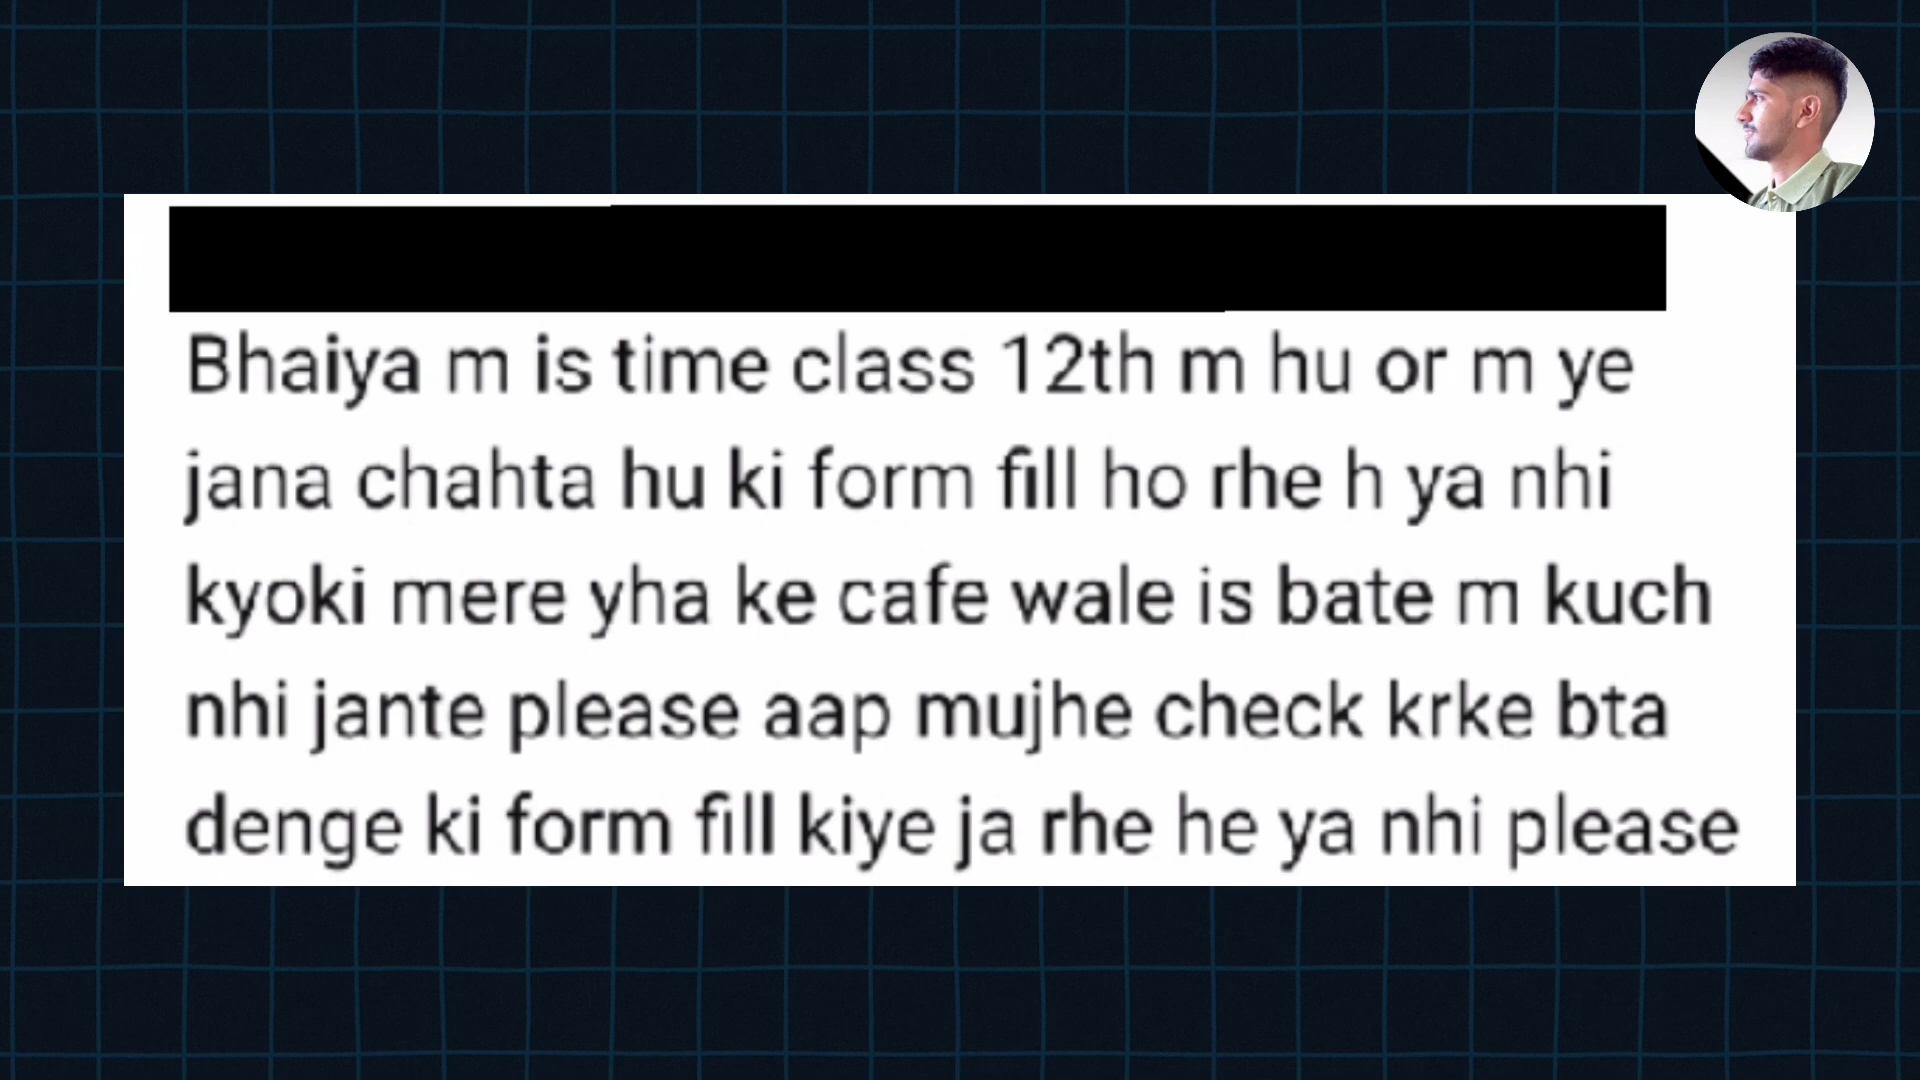 Bhaiya m is time class 12th m hu or m ye
jana chahta hu ki form fill ho rhe h ya nhi
kyoki mere yha ke cafe wale is bate m kuch
nhi jante please aap mujhe check krke bta
denge ki form fill kiye ja rhe he ya nhi please